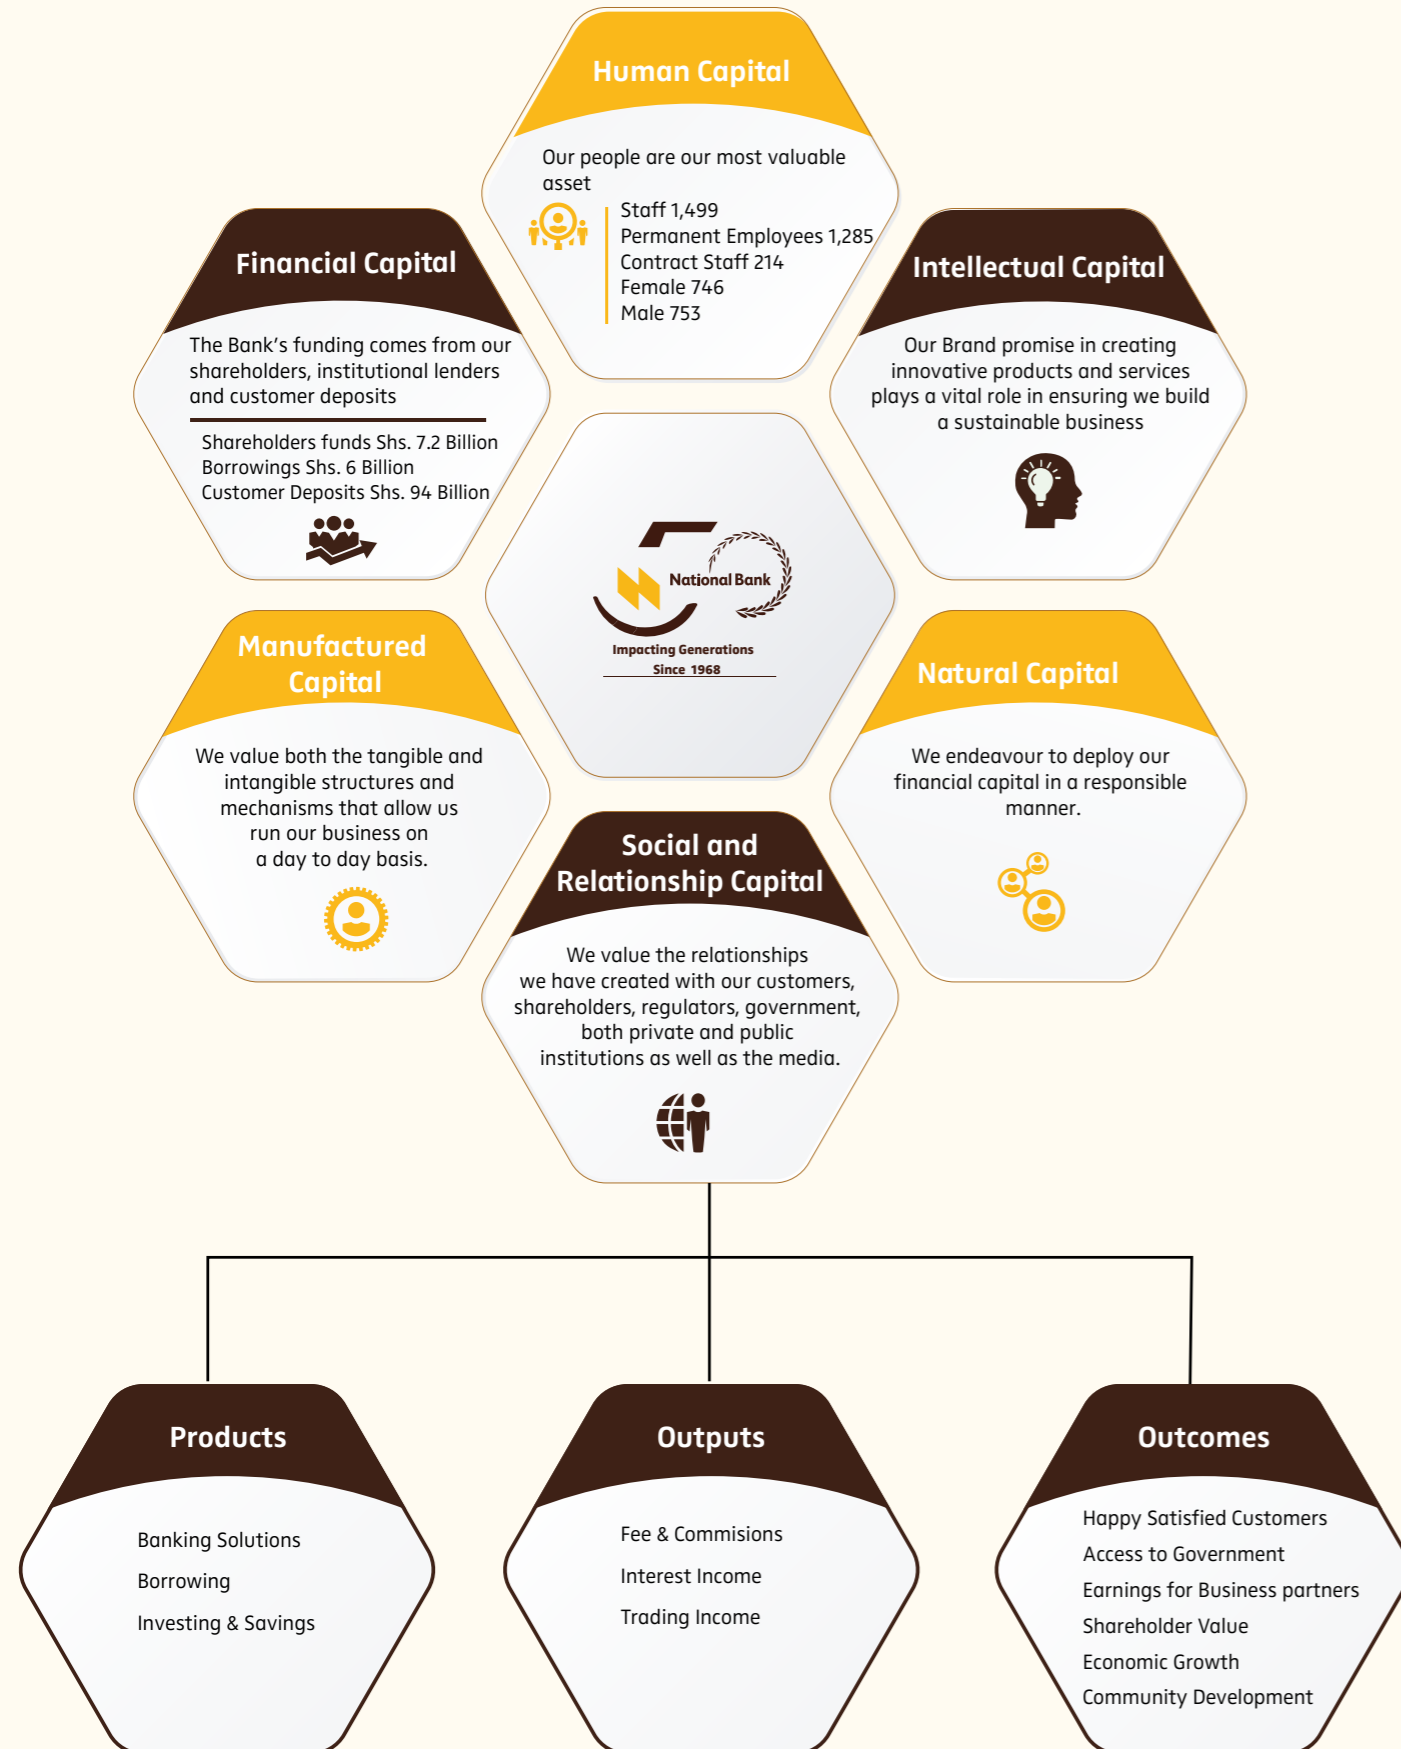 Human Capital
Our people are our most valuable
asset
Staff 1,499
Permanent Employees 1,285
Contract Staff 214
Female 746
Male 753
Financial Capital
The Bank's funding comes from our
shareholders, institutional lenders
and customer deposits
Shareholders funds Shs. 7.2 Billion
Borrowings Shs. 6 Billion
Customer Deposits Shs. 94 Billion
Intellectual Capital
Our Brand promise in creating
innovative products and services
plays a vital role in ensuring we build
a sustainable business
50
National Bank
Impacting Generations
Since 1968
Manufactured
Capital
We value both the tangible and
intangible structures and
mechanisms that allow us
run our business on
a day to day basis.
Natural Capital
We endeavour to deploy our
financial capital in a responsible
manner.
Social and
Relationship Capital
We value the relationships
we have created with our customers,
shareholders, regulators, government,
both private and public
institutions as well as the media.
Products
Banking Solutions
Borrowing
Investing & Savings
Outputs
Fee & Commisions
Interest Income
Trading Income
Outcomes
Happy Satisfied Customers
Access to Government
Earnings for Business partners
Shareholder Value
Economic Growth
Community Development